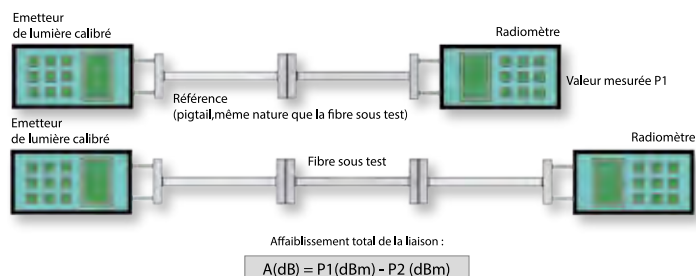 Emetteur
de lumière calibré
Radiomètre
Valeur mesurée P1
Référence
(pigtail,même nature que la fibre sous test)
Emetteur
de lumière calibré
Radiomètre
Fibre sous test
Affaiblissement total de la liaison :
A(dB) = P1(dBm) - P2 (dBm)